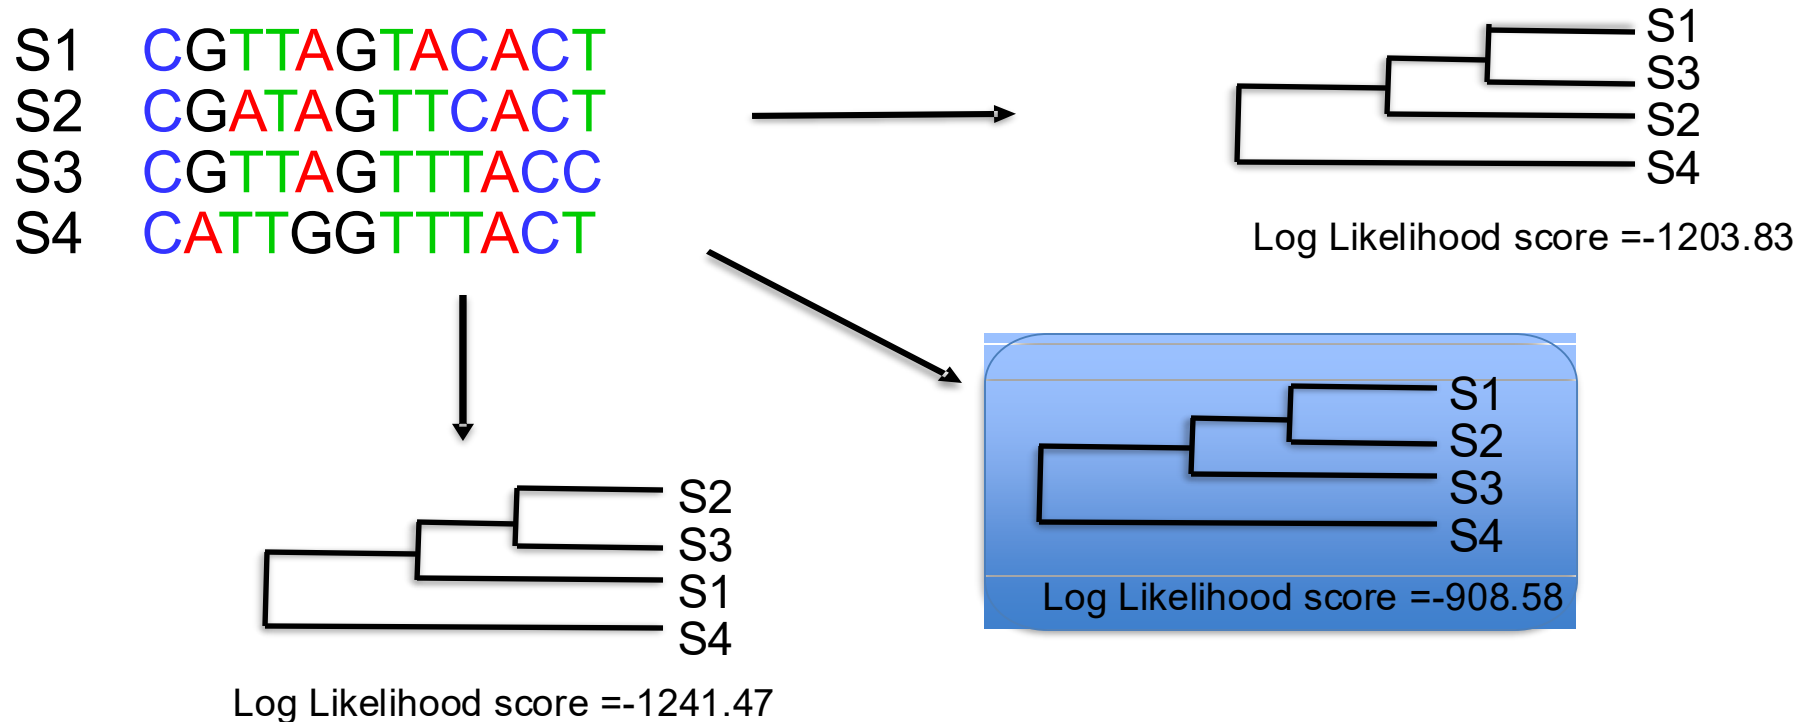 S1 CGTTAGTACACT
S2 CGATAGTTCACT
S3 CGTTAGTTTACC
S4 CATTGGTTTACT
S1
S3
S2
S4
Log Likelihood score =-1203.83
S1
S2
S3
S4
Log Likelihood score =-908.58
S2
S3
S1
S4
Log Likelihood score =-1241.47